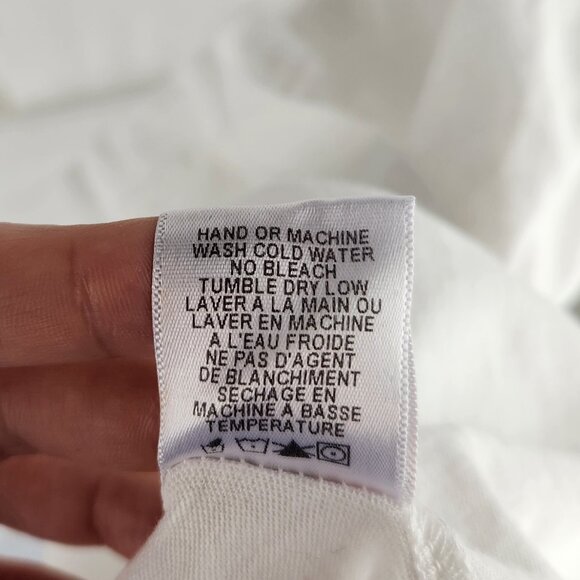 HAND OR MACHINE
WASH COLD WATER
NO BLEACH
TUMBLE DRY LOW
LAVER A LA MAIN OU
LAVER EN MACHINE
A L'EAU FROIDE
NE PAS D'AGENT
DE BLANCHIMENT
SECHAGE EN
MACHINE A BASSE
TEMPERATURE